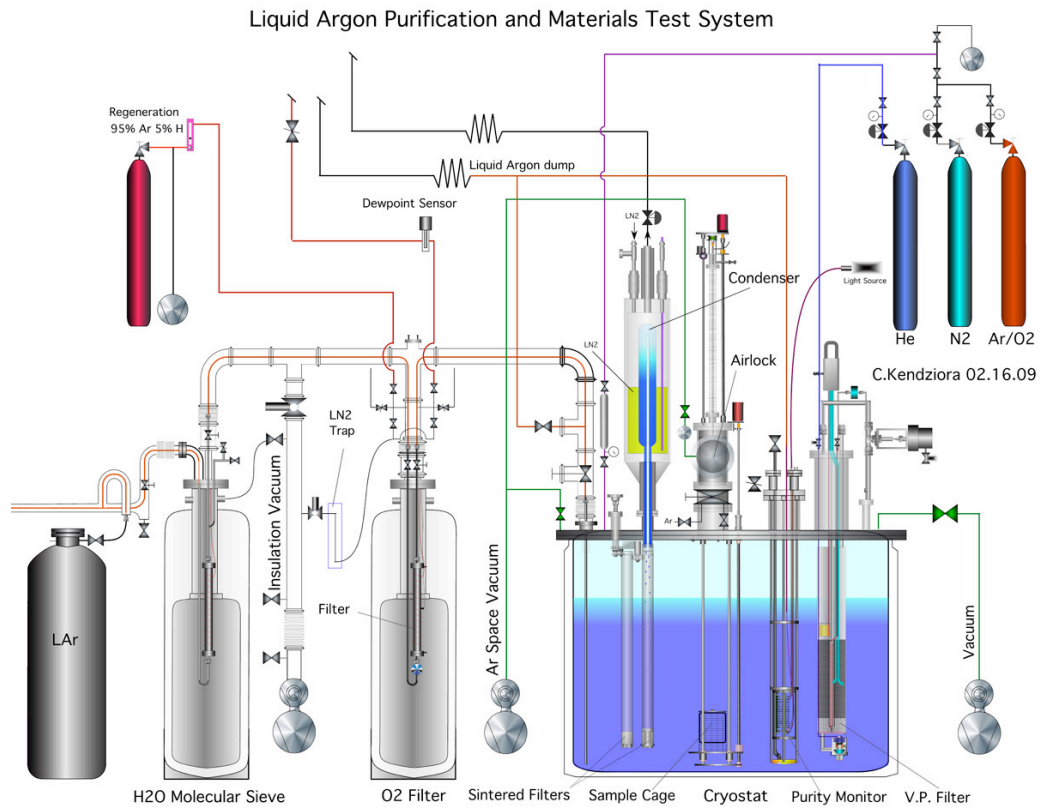 Liquid Argon Purification and Materials Test System
Regeneration
95% Ar 5% H
Liquid Argon dump
Dewpoint Sensor
LN2
Condenser
Light Source
He
N2
Ar/O2
LN2
Airlock
C.Kendziora 02.16.09
LN2
Trap
Insulation Vacuum
Ar
Filter
Ar Space Vacuum
Vacuum
LAr
H2O Molecular Sieve
O2 Filter
Sintered Filters
Sample Cage
Cryostat
Purity Monitor
V.P. Filter